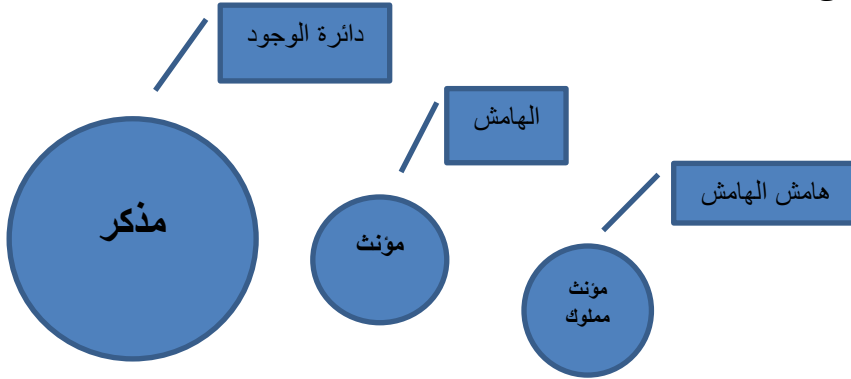 دائرة الوجود
الهامش
هامش الهامش
مذكر
مؤنث
مؤنث
مملوك